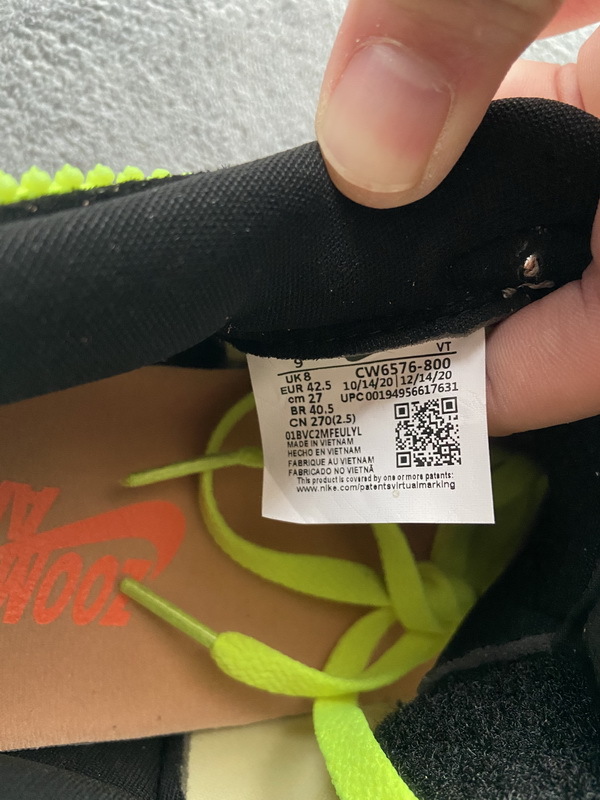 9 VT
UK 8 CW6576-800
EUR 42.5 10/14/20 | 12/14/20
cm 27 UPC00194956617631
BR 40.5
CN 270(2.5)
01BVC2MFEULYL
MADE IN VIETNAM
HECHO EN VIETNAM
FABRIQUE AU VIETNAM
FABRICADO NO VIETNÃ
This product is covered by one or more patents:
www.nike.com/patentsvirtualmarking
ZOOM